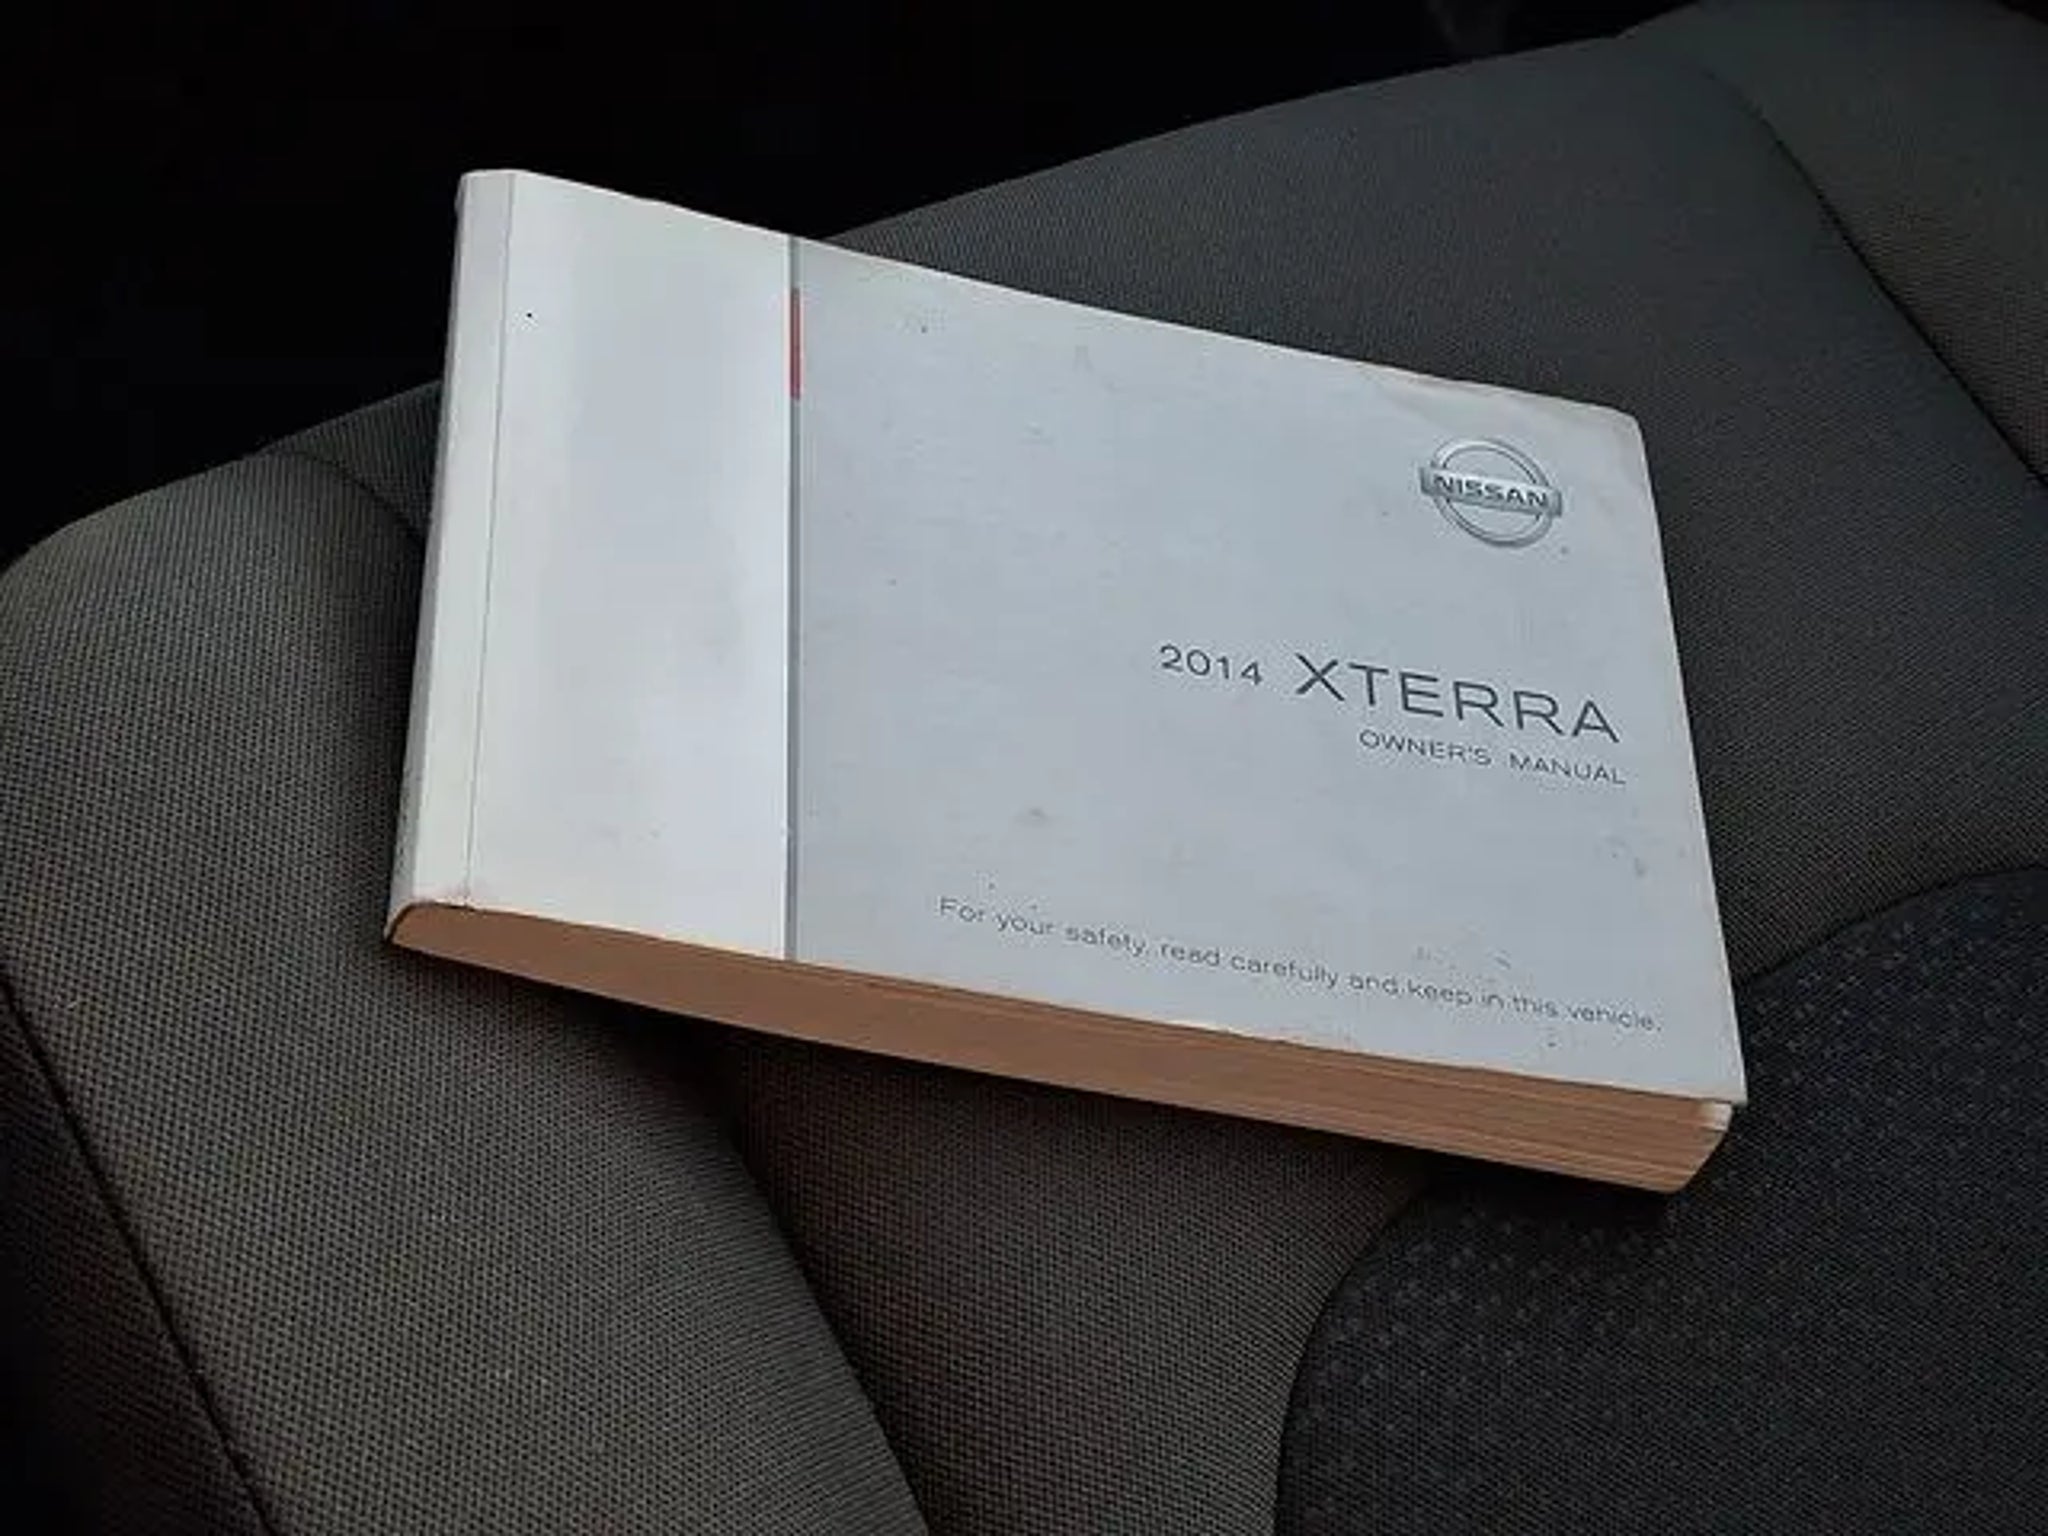 NISSAN
2014 XTERRA
OWNER'S MANUAL
For your safety, read carefully and keep in this vehicle.